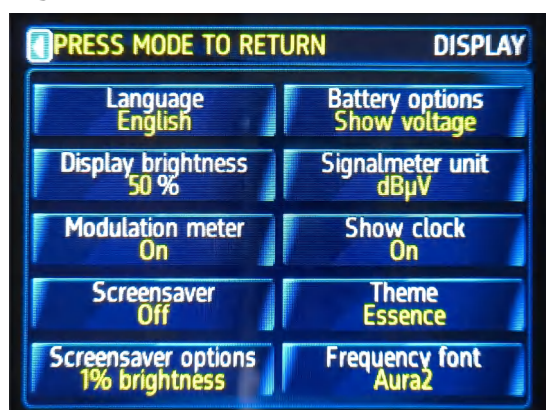 PRESS MODE TO RETURN DISPLAY
Language
English
Battery options
Show voltage
Display brightness
50 %
Signalmeter unit
dBµV
Modulation meter
On
Show clock
On
Screensaver
Off
Theme
Essence
Screensaver options
1% brightness
Frequency font
Aura2